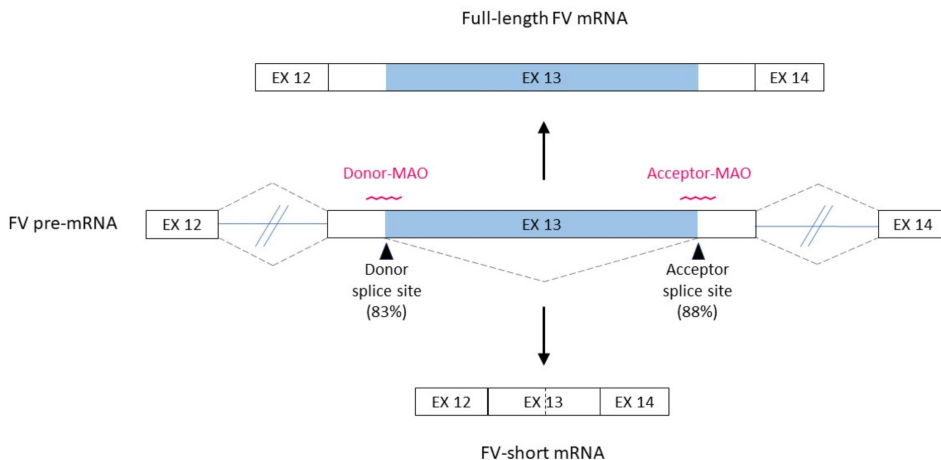 Full-length FV mRNA
EX 12 EX 13 EX 14
Donor-MAO Acceptor-MAO
FV pre-mRNA EX 12 EX 13 EX 14
Donor
splice site
(83%)
Acceptor
splice site
(88%)
EX 12 EX 13 EX 14
FV-short mRNA